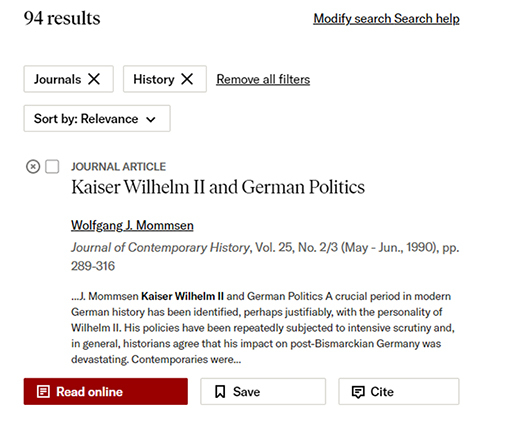 94 results
Modify search Search help
Journals
History
Remove all filters
Sort by: Relevance
JOURNAL ARTICLE
Kaiser Wilhelm II and German Politics
Wolfgang J. Mommsen
Journal of Contemporary History, Vol. 25, No. 2/3 (May - Jun., 1990), pp.
289-316
...J. Mommsen Kaiser Wilhelm II and German Politics A crucial period in modern
German history has been identified, perhaps justifiably, with the personality of
Wilhelm II. His policies have been repeatedly subjected to intensive scrutiny and,
in general, historians agree that his impact on post-Bismarckian Germany was
devastating. Contemporaries were...
Read online
Save
Cite